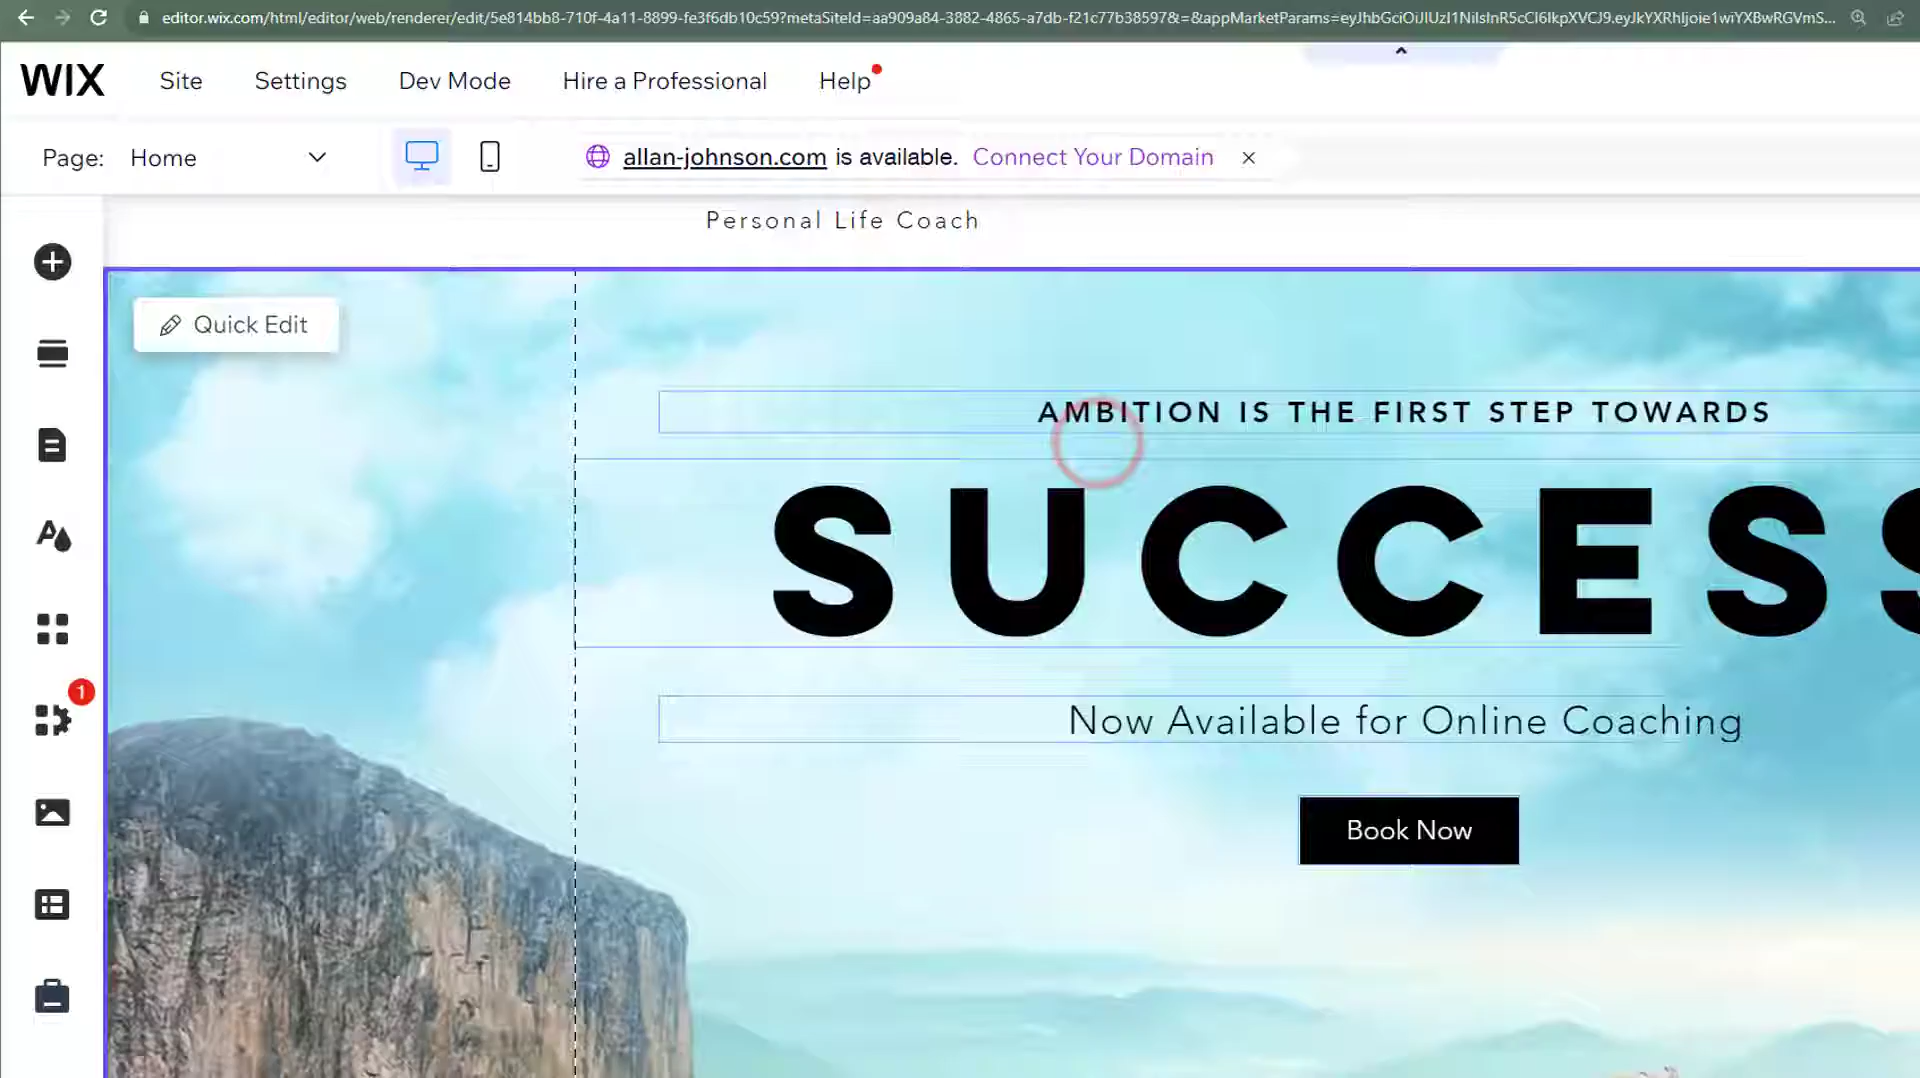 editor.wix.com/html/editor/web/renderer/edit/5e814bb8-710f-4a11-8899-fe3f6db10c59?metaSiteId=aa909a84-3882-4865-a7db-f21c77b38597&=&appMarketParams=eyJhbGciOiJIUzI1NiIsInR5cCI6IkpXVCJ9.eyJkYXRhIjoie1wiYXBwRGVmS...
WIX Site Settings Dev Mode Hire a Professional Help
Page: Home allan-johnson.com is available. Connect Your Domain
Personal Life Coach
Quick Edit
AMBITION IS THE FIRST STEP TOWARDS
SUCCESS
1
Now Available for Online Coaching
Book Now